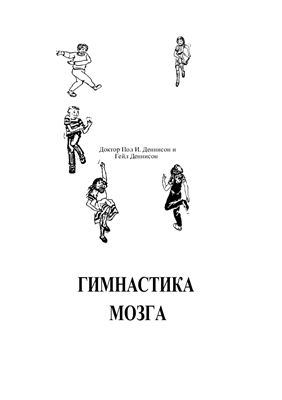 Доктор Пол И. Деннисон и
Гейл Деннисон
ГИМНАСТИКА
МОЗГА